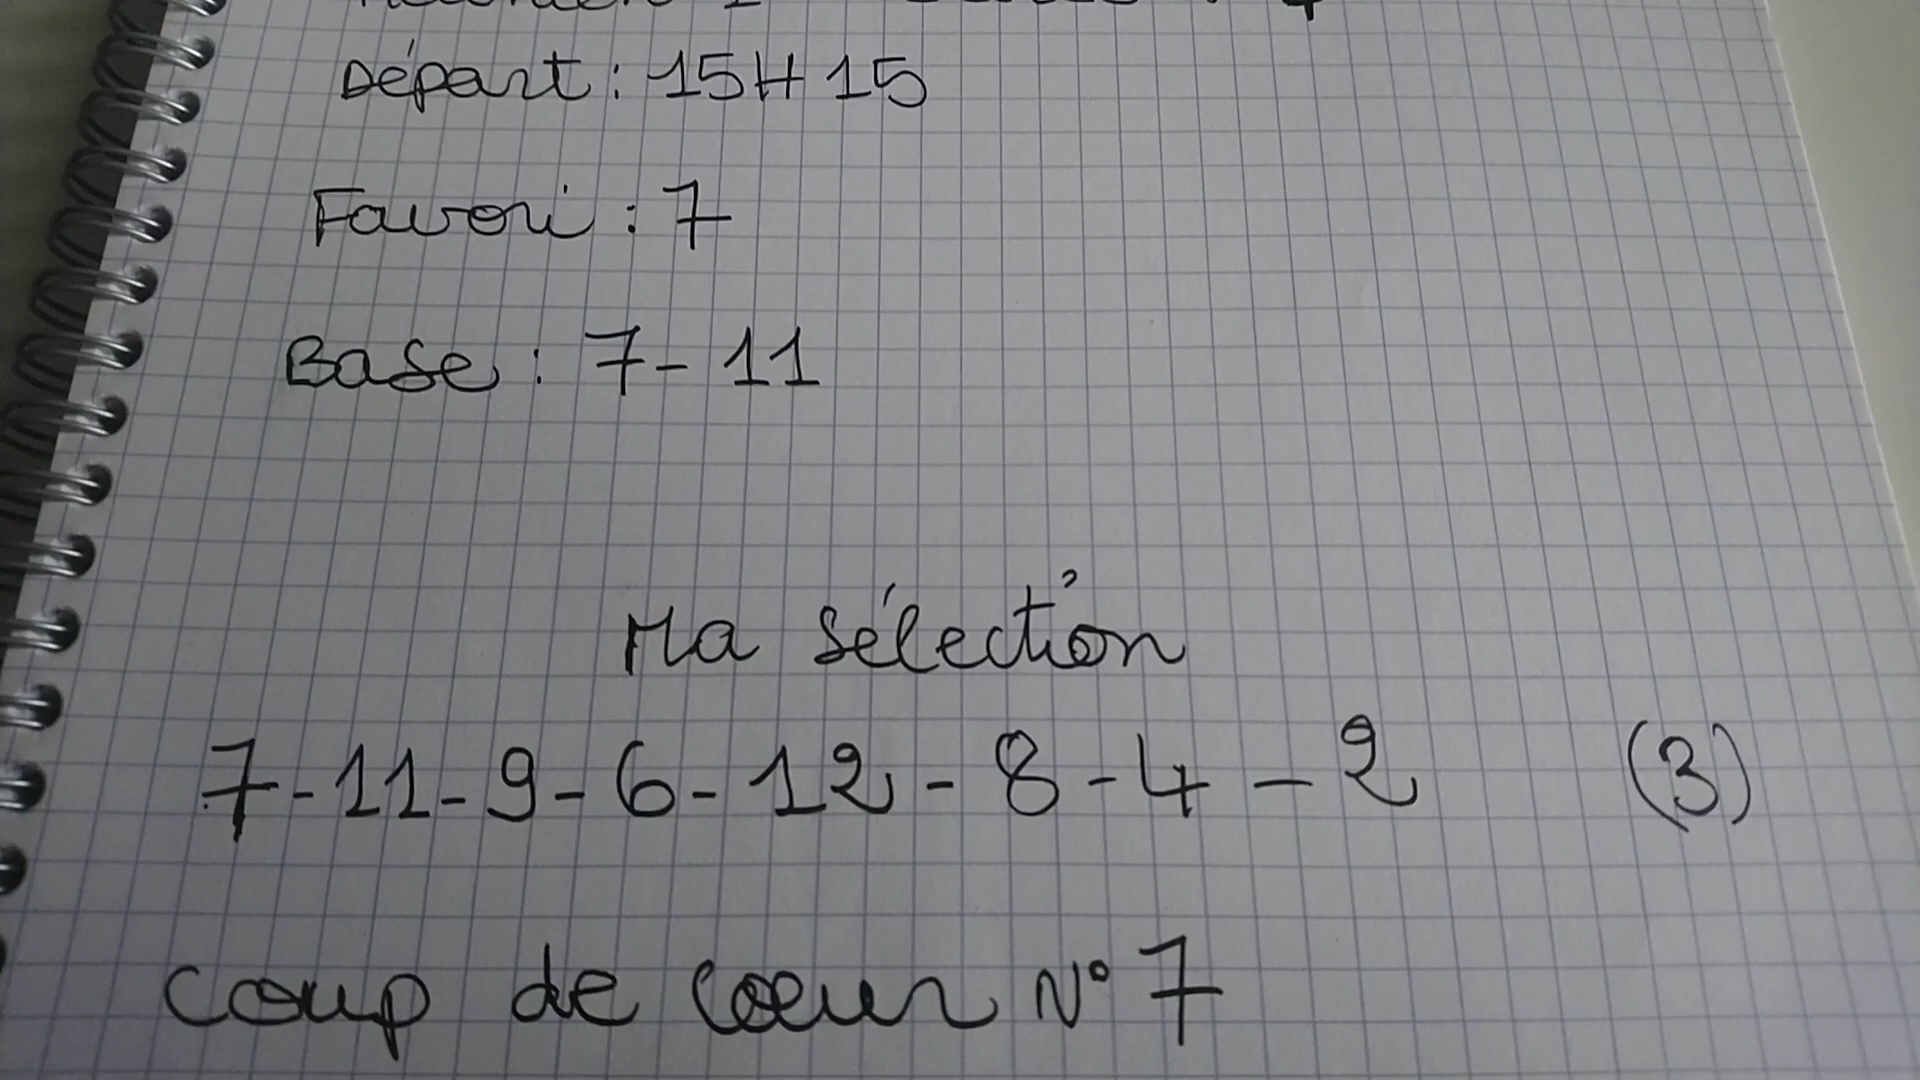 Départ : 15H15
Favori : 7
Base : 7-11
Ma sélection
7-11-9-6-12-8-4-2 (3)
Coup de cœur N°7